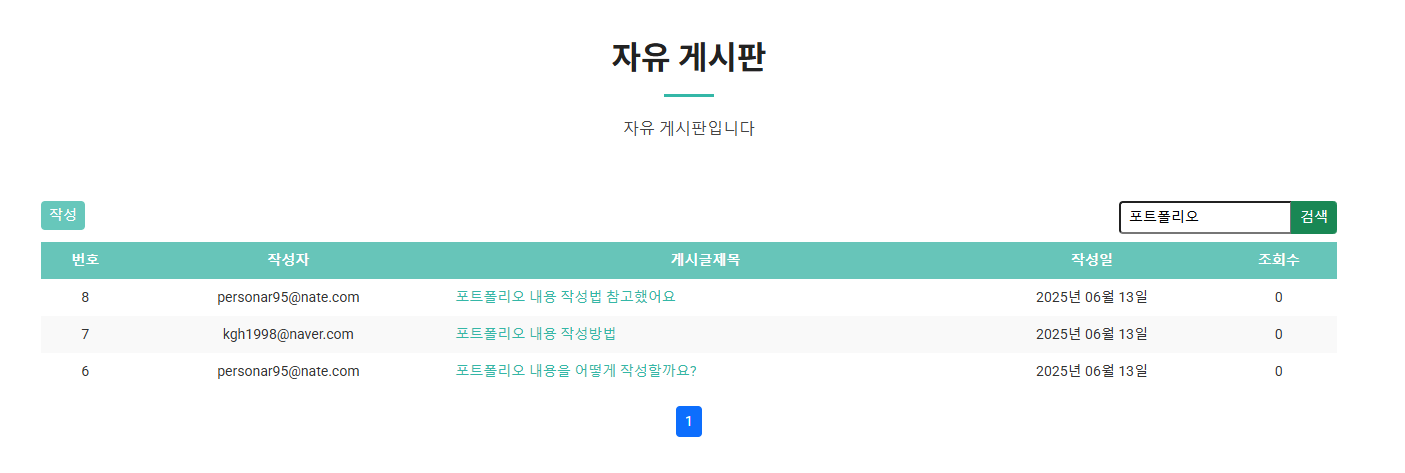 자유 게시판
자유 게시판입니다
작성 포트폴리오 검색
번호 작성자 게시글제목 작성일 조회수
8 personar95@nate.com 포트폴리오 내용 작성법 참고했어요 2025년 06월 13일 0
7 kgh1998@naver.com 포트폴리오 내용 작성방법 2025년 06월 13일 0
6 personar95@nate.com 포트폴리오 내용을 어떻게 작성할까요? 2025년 06월 13일 0
1